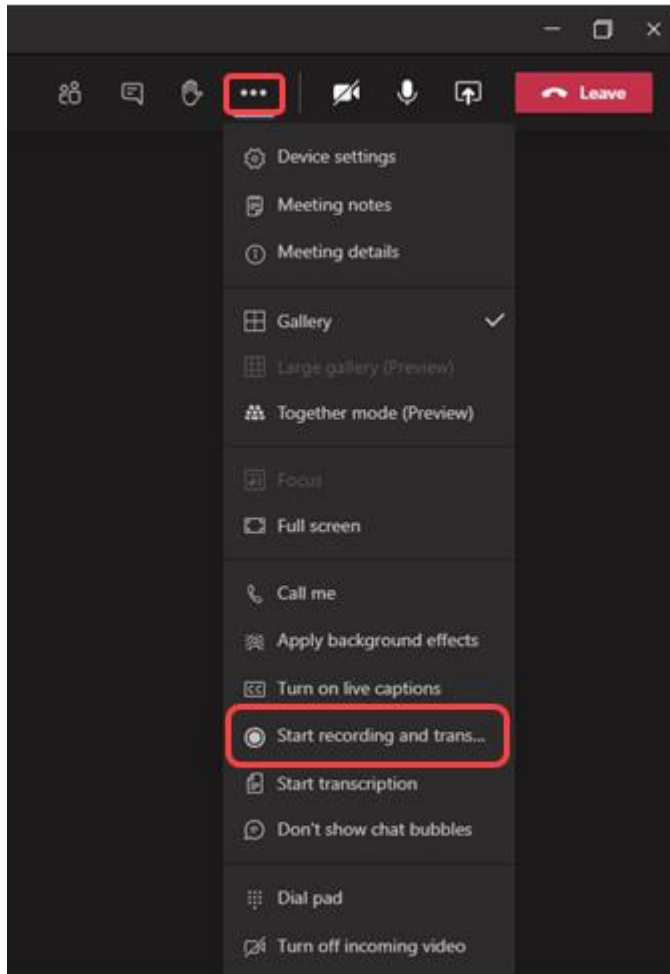 Leave
Device settings
Meeting notes
Meeting details
Gallery
Large gallery (Preview)
Together mode (Preview)
Focus
Full screen
Call me
Apply background effects
CC Turn on live captions
Start recording and trans...
Start transcription
Don't show chat bubbles
Dial pad
Turn off incoming video